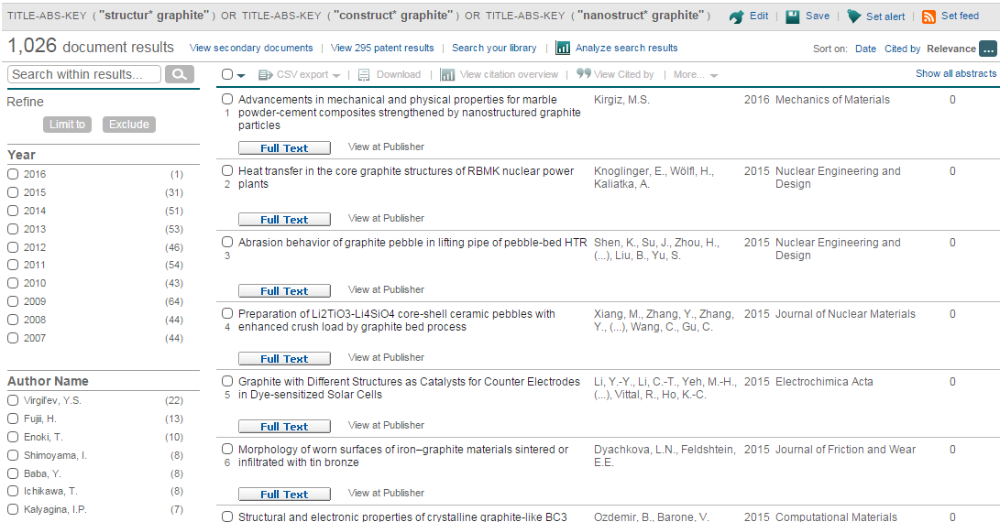 TITLE-ABS-KEY ( "structur* graphite" ) OR TITLE-ABS-KEY ( "construct* graphite" ) OR TITLE-ABS-KEY ( "nanostruct* graphite" ) Edit | Save | Set alert | Set feed
1,026 document results View secondary documents | View 295 patent results | Search your library | Analyze search results Sort on: Date Cited by Relevance ...
Search within results...
CSV export | Download | View citation overview | View Cited by | More... Show all abstracts
Refine
Limit to Exclude
Year
2016 (1)
2015 (31)
2014 (51)
2013 (53)
2012 (46)
2011 (54)
2010 (43)
2009 (64)
2008 (44)
2007 (44)
Author Name
Virgil'ev, Y.S. (22)
Fujii, H. (13)
Enoki, T. (10)
Shimoyama, I. (8)
Baba, Y. (8)
Ichikawa, T. (8)
Kalyagina, I.P. (7)
Advancements in mechanical and physical properties for marble Kirgiz, M.S. 2016 Mechanics of Materials 0
1 powder-cement composites strengthened by nanostructured graphite
particles
Full Text View at Publisher
Heat transfer in the core graphite structures of RBMK nuclear power Knoglinger, E., Wölfl, H., 2015 Nuclear Engineering and 0
2 plants Kaliatka, A. Design
Full Text View at Publisher
Abrasion behavior of graphite pebble in lifting pipe of pebble-bed HTR Shen, K., Su, J., Zhou, H., 2015 Nuclear Engineering and 0
3 (...), Liu, B., Yu, S. Design
Full Text View at Publisher
Preparation of Li2TiO3-Li4SiO4 core-shell ceramic pebbles with Xiang, M., Zhang, Y., Zhang, 2015 Journal of Nuclear Materials 0
4 enhanced crush load by graphite bed process Y., (...), Wang, C., Gu, C.
Full Text View at Publisher
Graphite with Different Structures as Catalysts for Counter Electrodes Li, Y.-Y., Li, C.-T., Yeh, M.-H., 2015 Electrochimica Acta 0
5 in Dye-sensitized Solar Cells (...), Vittal, R., Ho, K.-C.
Full Text View at Publisher
Morphology of worn surfaces of iron–graphite materials sintered or Dyachkova, L.N., Feldshtein, 2015 Journal of Friction and Wear 0
6 infiltrated with tin bronze E.E.
Full Text View at Publisher
Structural and electronic properties of crystalline graphite-like BC3 Ozdemir, B., Barone, V. 2015 Computational Materials 0